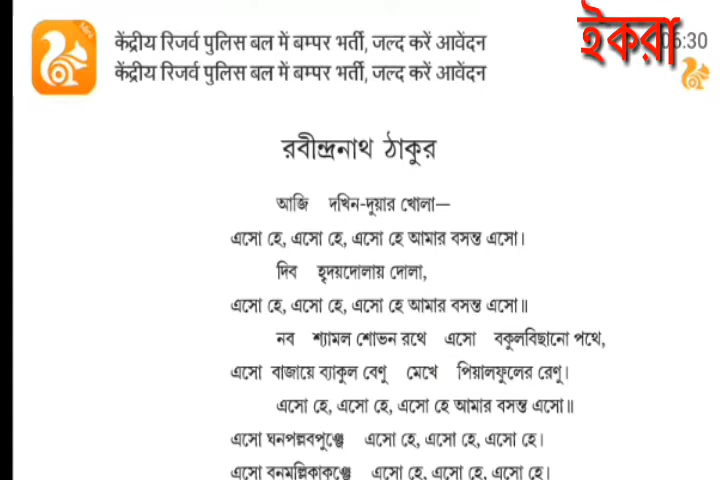 केंद्रीय रिजर्व पुलिस बल में बम्पर भर्ती, जल्द करें आवेंदन
केंद्रीय रिजर्व पुलिस बल में बम्पर भर्ती, जल्द करें आवेंदन
ইকরা
:30
রবীন্দ্রনাথ ঠাকুর
আজি দখিন-দুয়ার খোলা—
এসো হে, এসো হে, এসো হে আমার বসন্ত এসো।
দিব হৃদয়দোলায় দোলা,
এসো হে, এসো হে, এসো হে আমার বসন্ত এসো॥
নব শ্যামল শোভন রথে এসো বকুলবিছানো পথে,
এসো বাজায়ে ব্যাকুল বেণু মেখে পিয়ালফুলের রেণু।
এসো হে, এসো হে, এসো হে আমার বসন্ত এসো॥
এসো ঘনপল্লবপুঞ্জে এসো হে, এসো হে, এসো হে।
এসো বনমল্লিকাকুঞ্জে এসো হে, এসো হে, এসো হে।